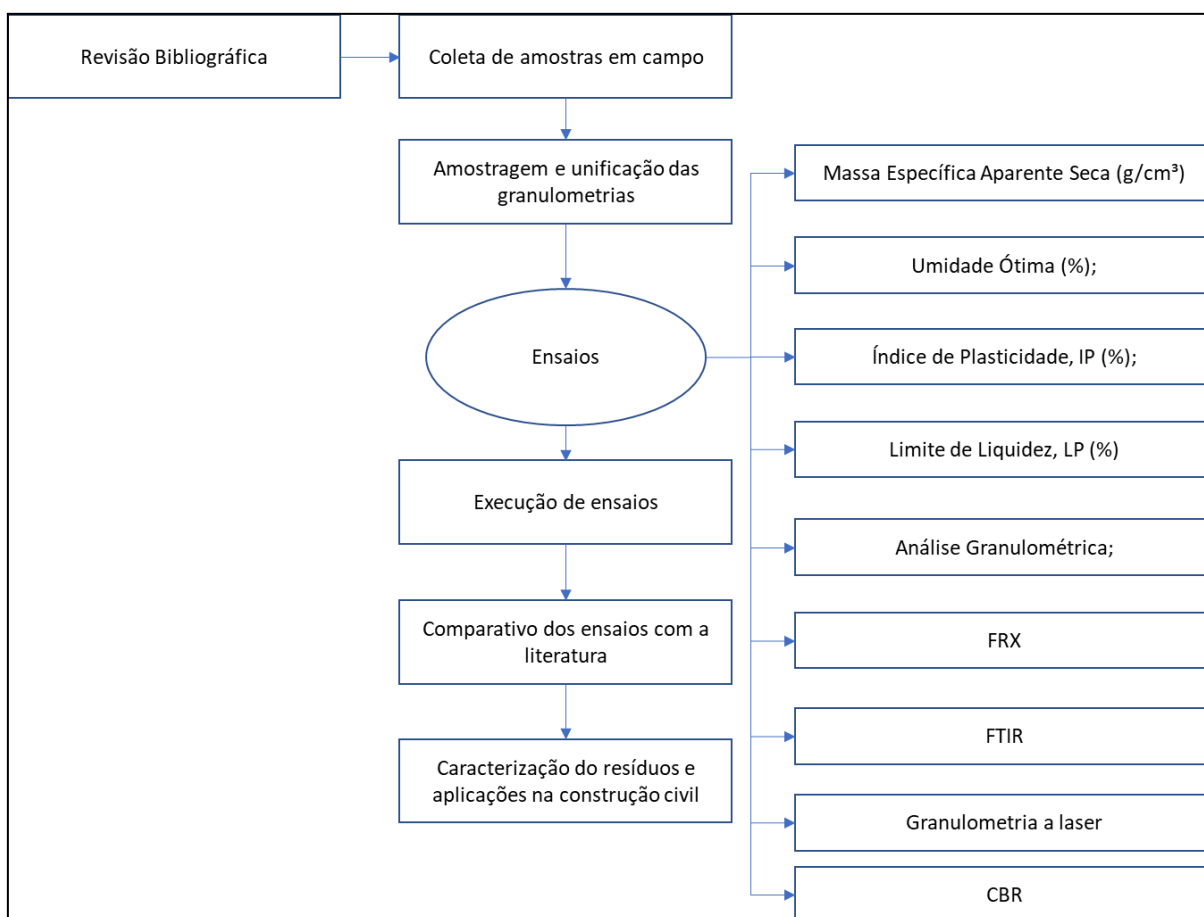 Revisão Bibliográfica
Coleta de amostras em campo
Amostragem e unificação das
granulometrias
Ensaios
Execução de ensaios
Comparativo dos ensaios com a
literatura
Caracterização do resíduos e
aplicações na construção civil
Massa Específica Aparente Seca (g/cm³)
Umidade Ótima (%);
Índice de Plasticidade, IP (%);
Limite de Liquidez, LP (%)
Análise Granulométrica;
FRX
FTIR
Granulometria a laser
CBR